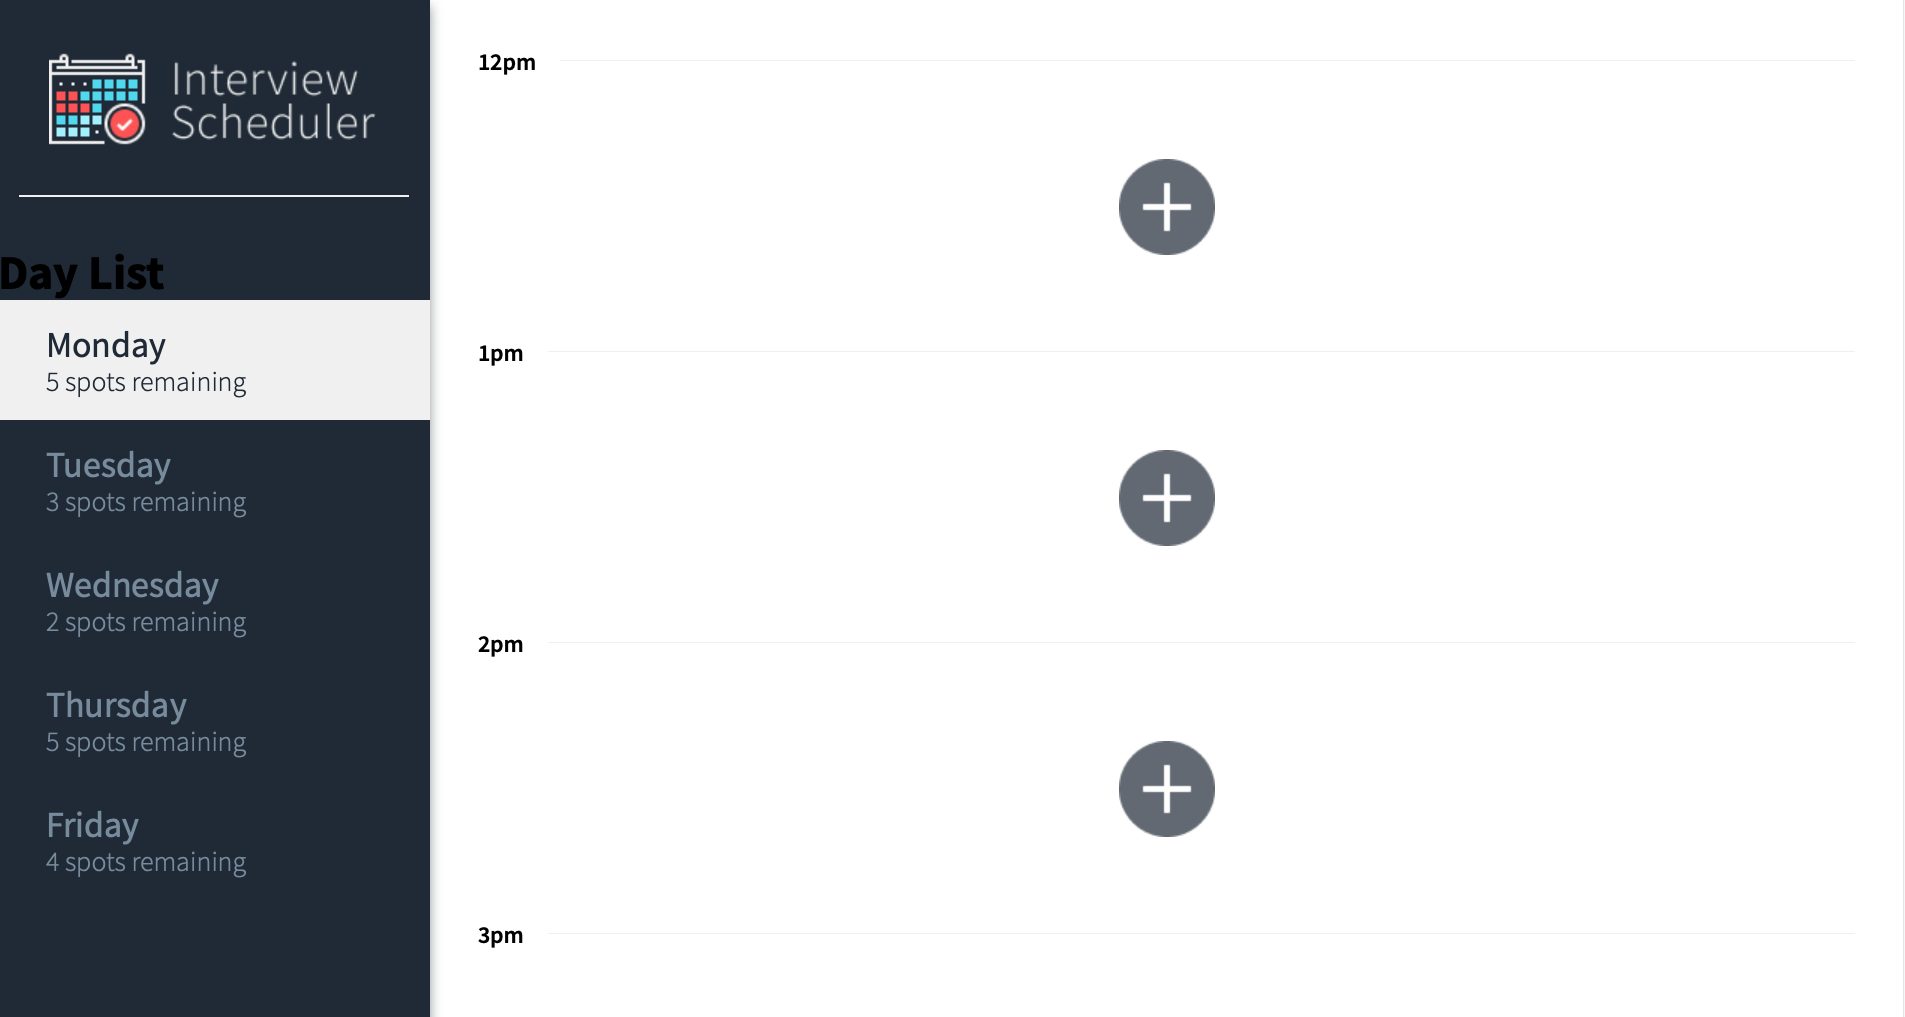 Interview
Scheduler
Day List
Monday
5 spots remaining
Tuesday
3 spots remaining
Wednesday
2 spots remaining
Thursday
5 spots remaining
Friday
4 spots remaining
12pm
1pm
2pm
3pm